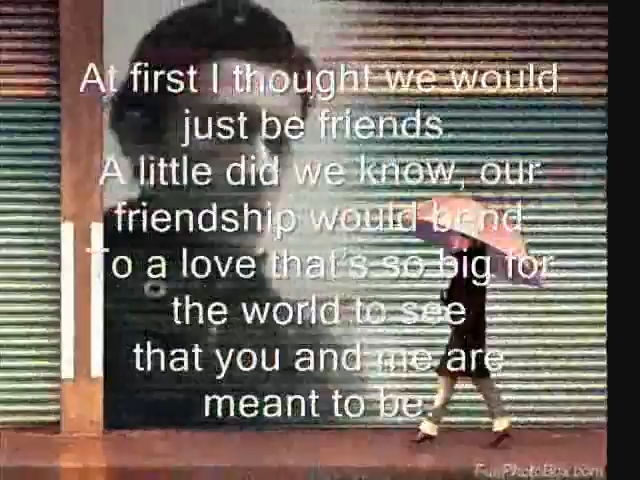 At first I thought we would
just be friends.
A little did we know, our
friendship would bend
To a love that's so big for
the world to see
that you and me are
meant to be.
FunPhotoBox.com